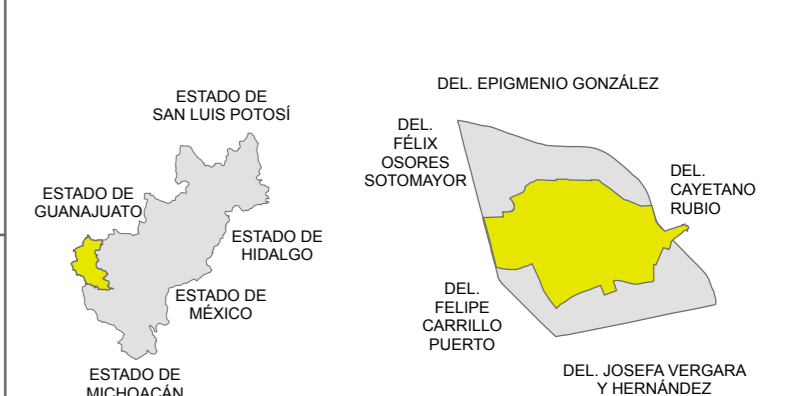 ESTADO DE
SAN LUIS POTOSÍ
ESTADO DE
GUANAJUATO
ESTADO DE
HIDALGO
ESTADO DE
MÉXICO
ESTADO DE
MICHOACÁN
DEL. EPIGMENIO GONZÁLEZ
DEL.
FÉLIX
OSORES
SOTOMAYOR
DEL.
CAYETANO
RUBIO
DEL.
FELIPE
CARRILLO
PUERTO
DEL. JOSEFA VERGARA
Y HERNÁNDEZ